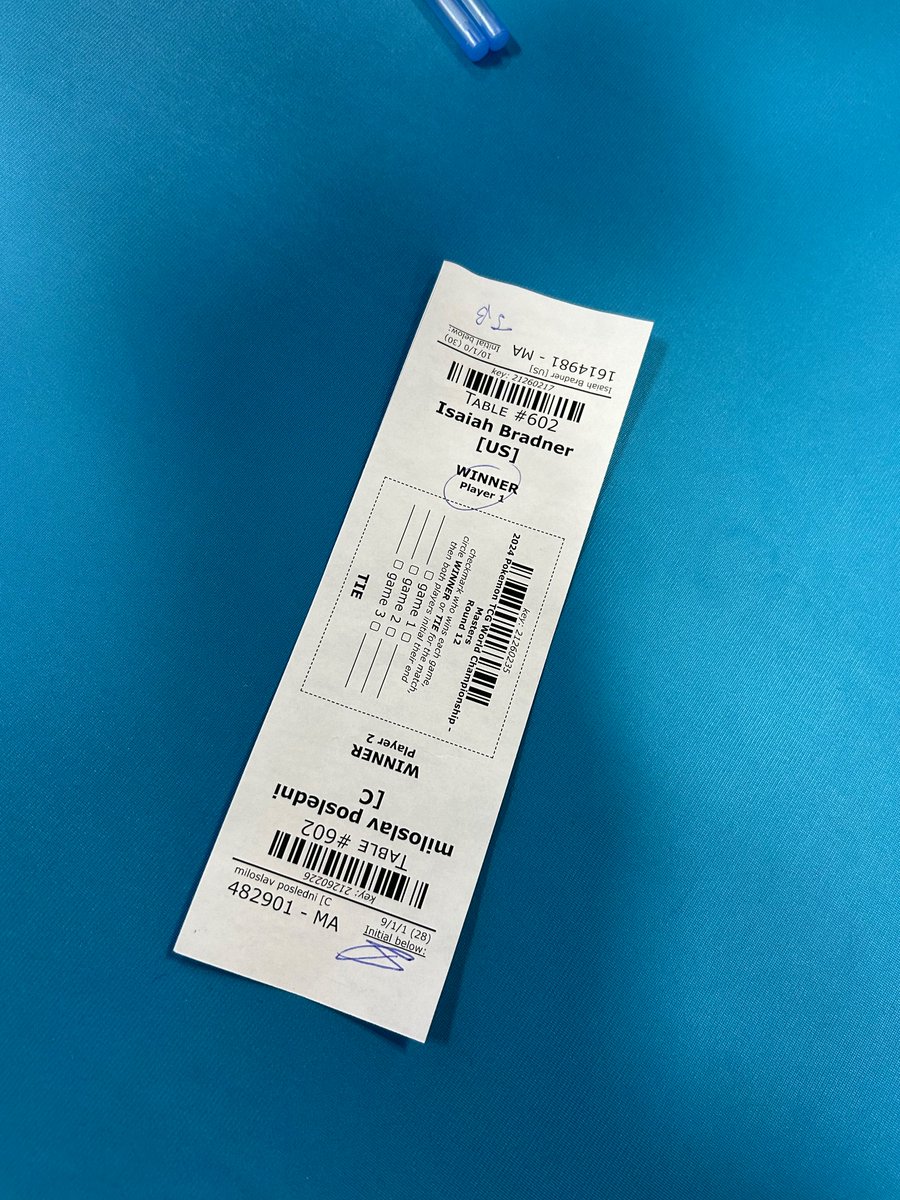 IB
Initial below:
10/1/0 (30)
1614981 - MA
Isaiah Bradner [US]
key: 21260217
TABLE #602
Isaiah Bradner
[US]
WINNER
Player 1
key: 21260235
2024 Pokemon TCG World Championship -
Masters
Round 12
checkmark who wins each game,
circle WINNER or TIE for the match,
then both players initial their end
game 1
game 2
game 3
TIE
WINNER
Player 2
miloslav posledni
[C
TABLE #602
key: 21260226
miloslav posledni [C
482901 - MA
9/1/1 (28)
Initial below: